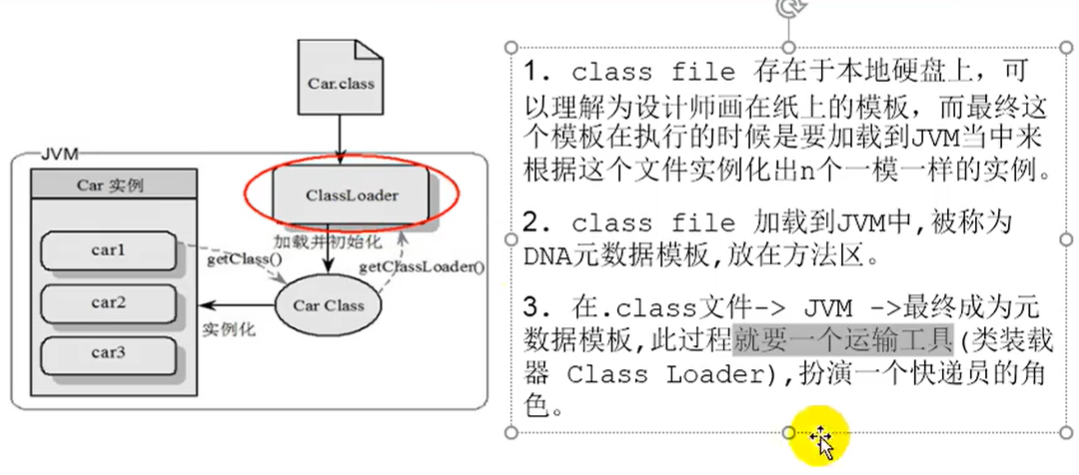 Car.class
JVM
Car 实例
ClassLoader
加载并初始化
car1
getClass()
getClassLoader()
car2
Car Class
实例化
car3
1. class file 存在于本地硬盘上，可
以理解为设计师画在纸上的模板，而最终这
个模板在执行的时候是要加载到JVM当中来
根据这个文件实例化出n个一模一样的实例。
2. class file 加载到JVM中,被称为
DNA元数据模板,放在方法区。
3. 在.class文件-> JVM ->最终成为元
数据模板,此过程就要一个运输工具(类装载
器 Class Loader),扮演一个快递员的角
色。